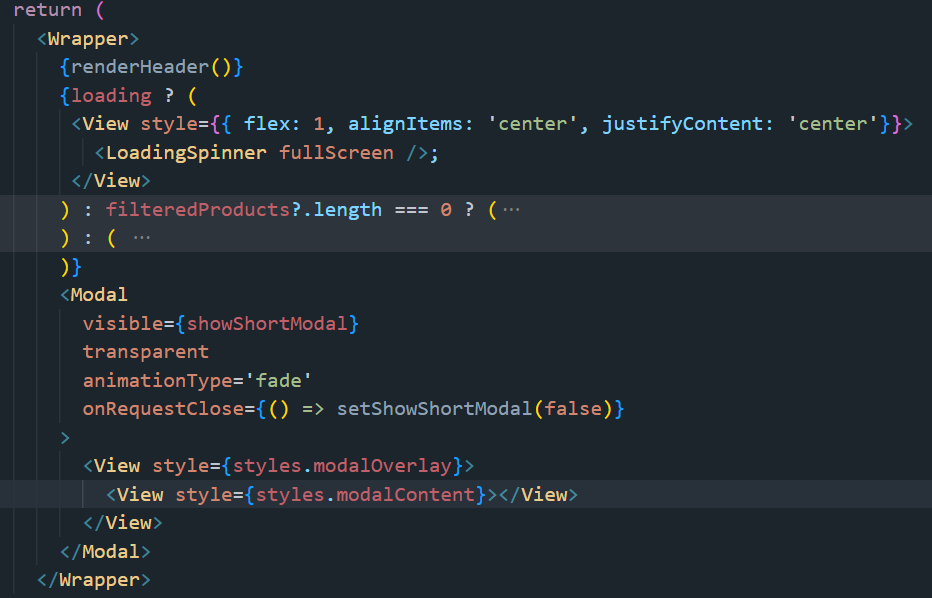 return (
<Wrapper>
{renderHeader()}
{loading ? (
<View style={{ flex: 1, alignItems: 'center', justifyContent: 'center'}}>
<LoadingSpinner fullScreen />;
</View>
) : filteredProducts?.length === 0 ? ( ⋯
) : ( ⋯
)}
<Modal
visible={showShortModal}
transparent
animationType='fade'
onRequestClose={() => setShowShortModal(false)}
>
<View style={styles.modalOverlay}>
<View style={styles.modalContent}></View>
</View>
</Modal>
</Wrapper>